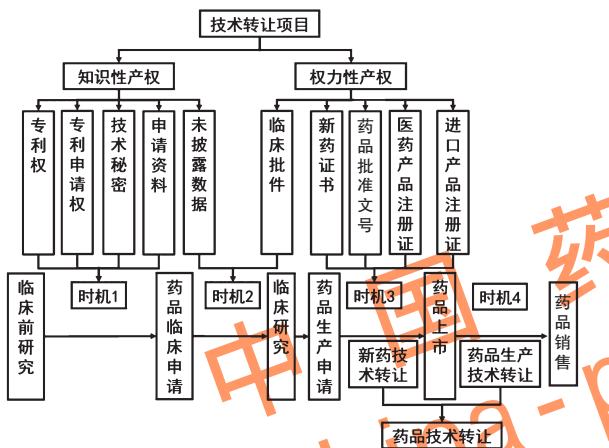 技术转让项目
知识性产权
权力性产权
专利权
专利申请权
技术秘密
申请资料
未披露数据
临床批件
新药证书
药品批准文号
医药产品注册证
进口产品注册证
临床前研究
时机1
药品临床申请
时机2
临床研究
药品生产申请
时机3
药品上市
时机4
药品销售
新药技
术转让
药品生产
技术转让
药品技术转让
中国药
hina-p